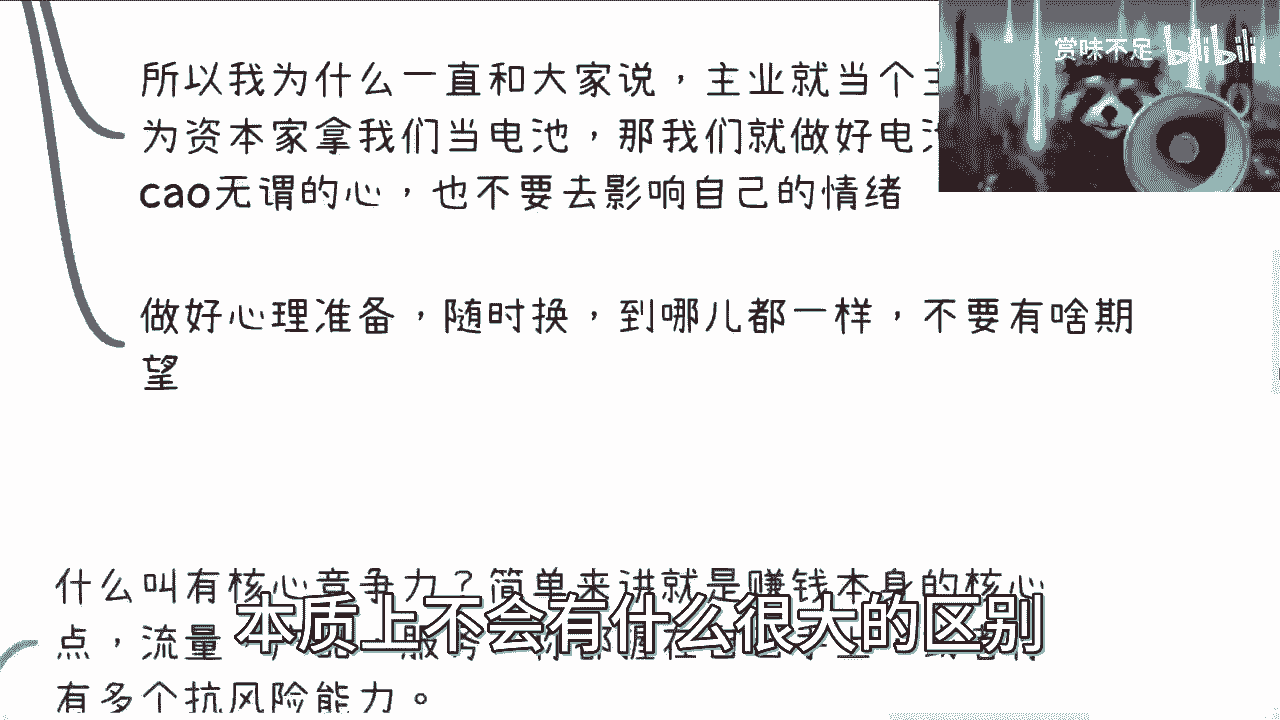 所以我为什么一直和大家说，主业就当个
赏味不足 bilibili
为资本家拿我们当电池，那我们就做好电
cao无谓的心，也不要去影响自己的情绪
做好心理准备，随时换，到哪儿都一样，不要有啥期
望
什么叫有核心竞争力？简单来讲就是赚钱本身的核心
点，流量
本质上不会有什么很大的区别
有多个抗风险能力。